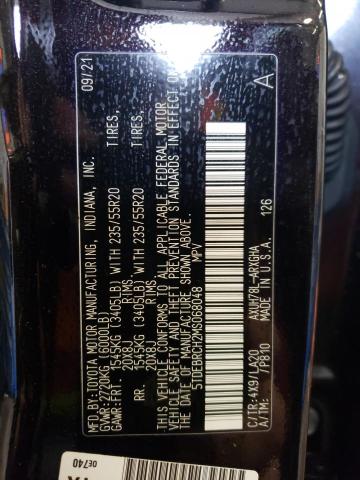 MFD.BY:TOYOTA MOTOR MANUFACTURING, INDIANA, INC. 09/21
GVWR:2720KG (6000LB)
GAWR:FRT. 1545KG (3405LB) WITH 235/55R20 TIRES,
20X8J RIMS
RR 1545KG (3405LB) WITH 235/55R20 TIRES,
20X8J RIMS
THIS VEHICLE CONFORMS TO ALL APPLICABLE FEDERAL MOTOR
VEHICLE SAFETY AND THEFT PREVENTION STANDARDS IN EFFECT ON
THE DATE OF MANUFACTURE SHOWN ABOVE.
5TDEBRCH2MS068048 MPV
A
C/TR:4X9/LA20 AXUH78L-ARXGHA 126
A/TM: /P810 MADE IN U.S.A.
0E740